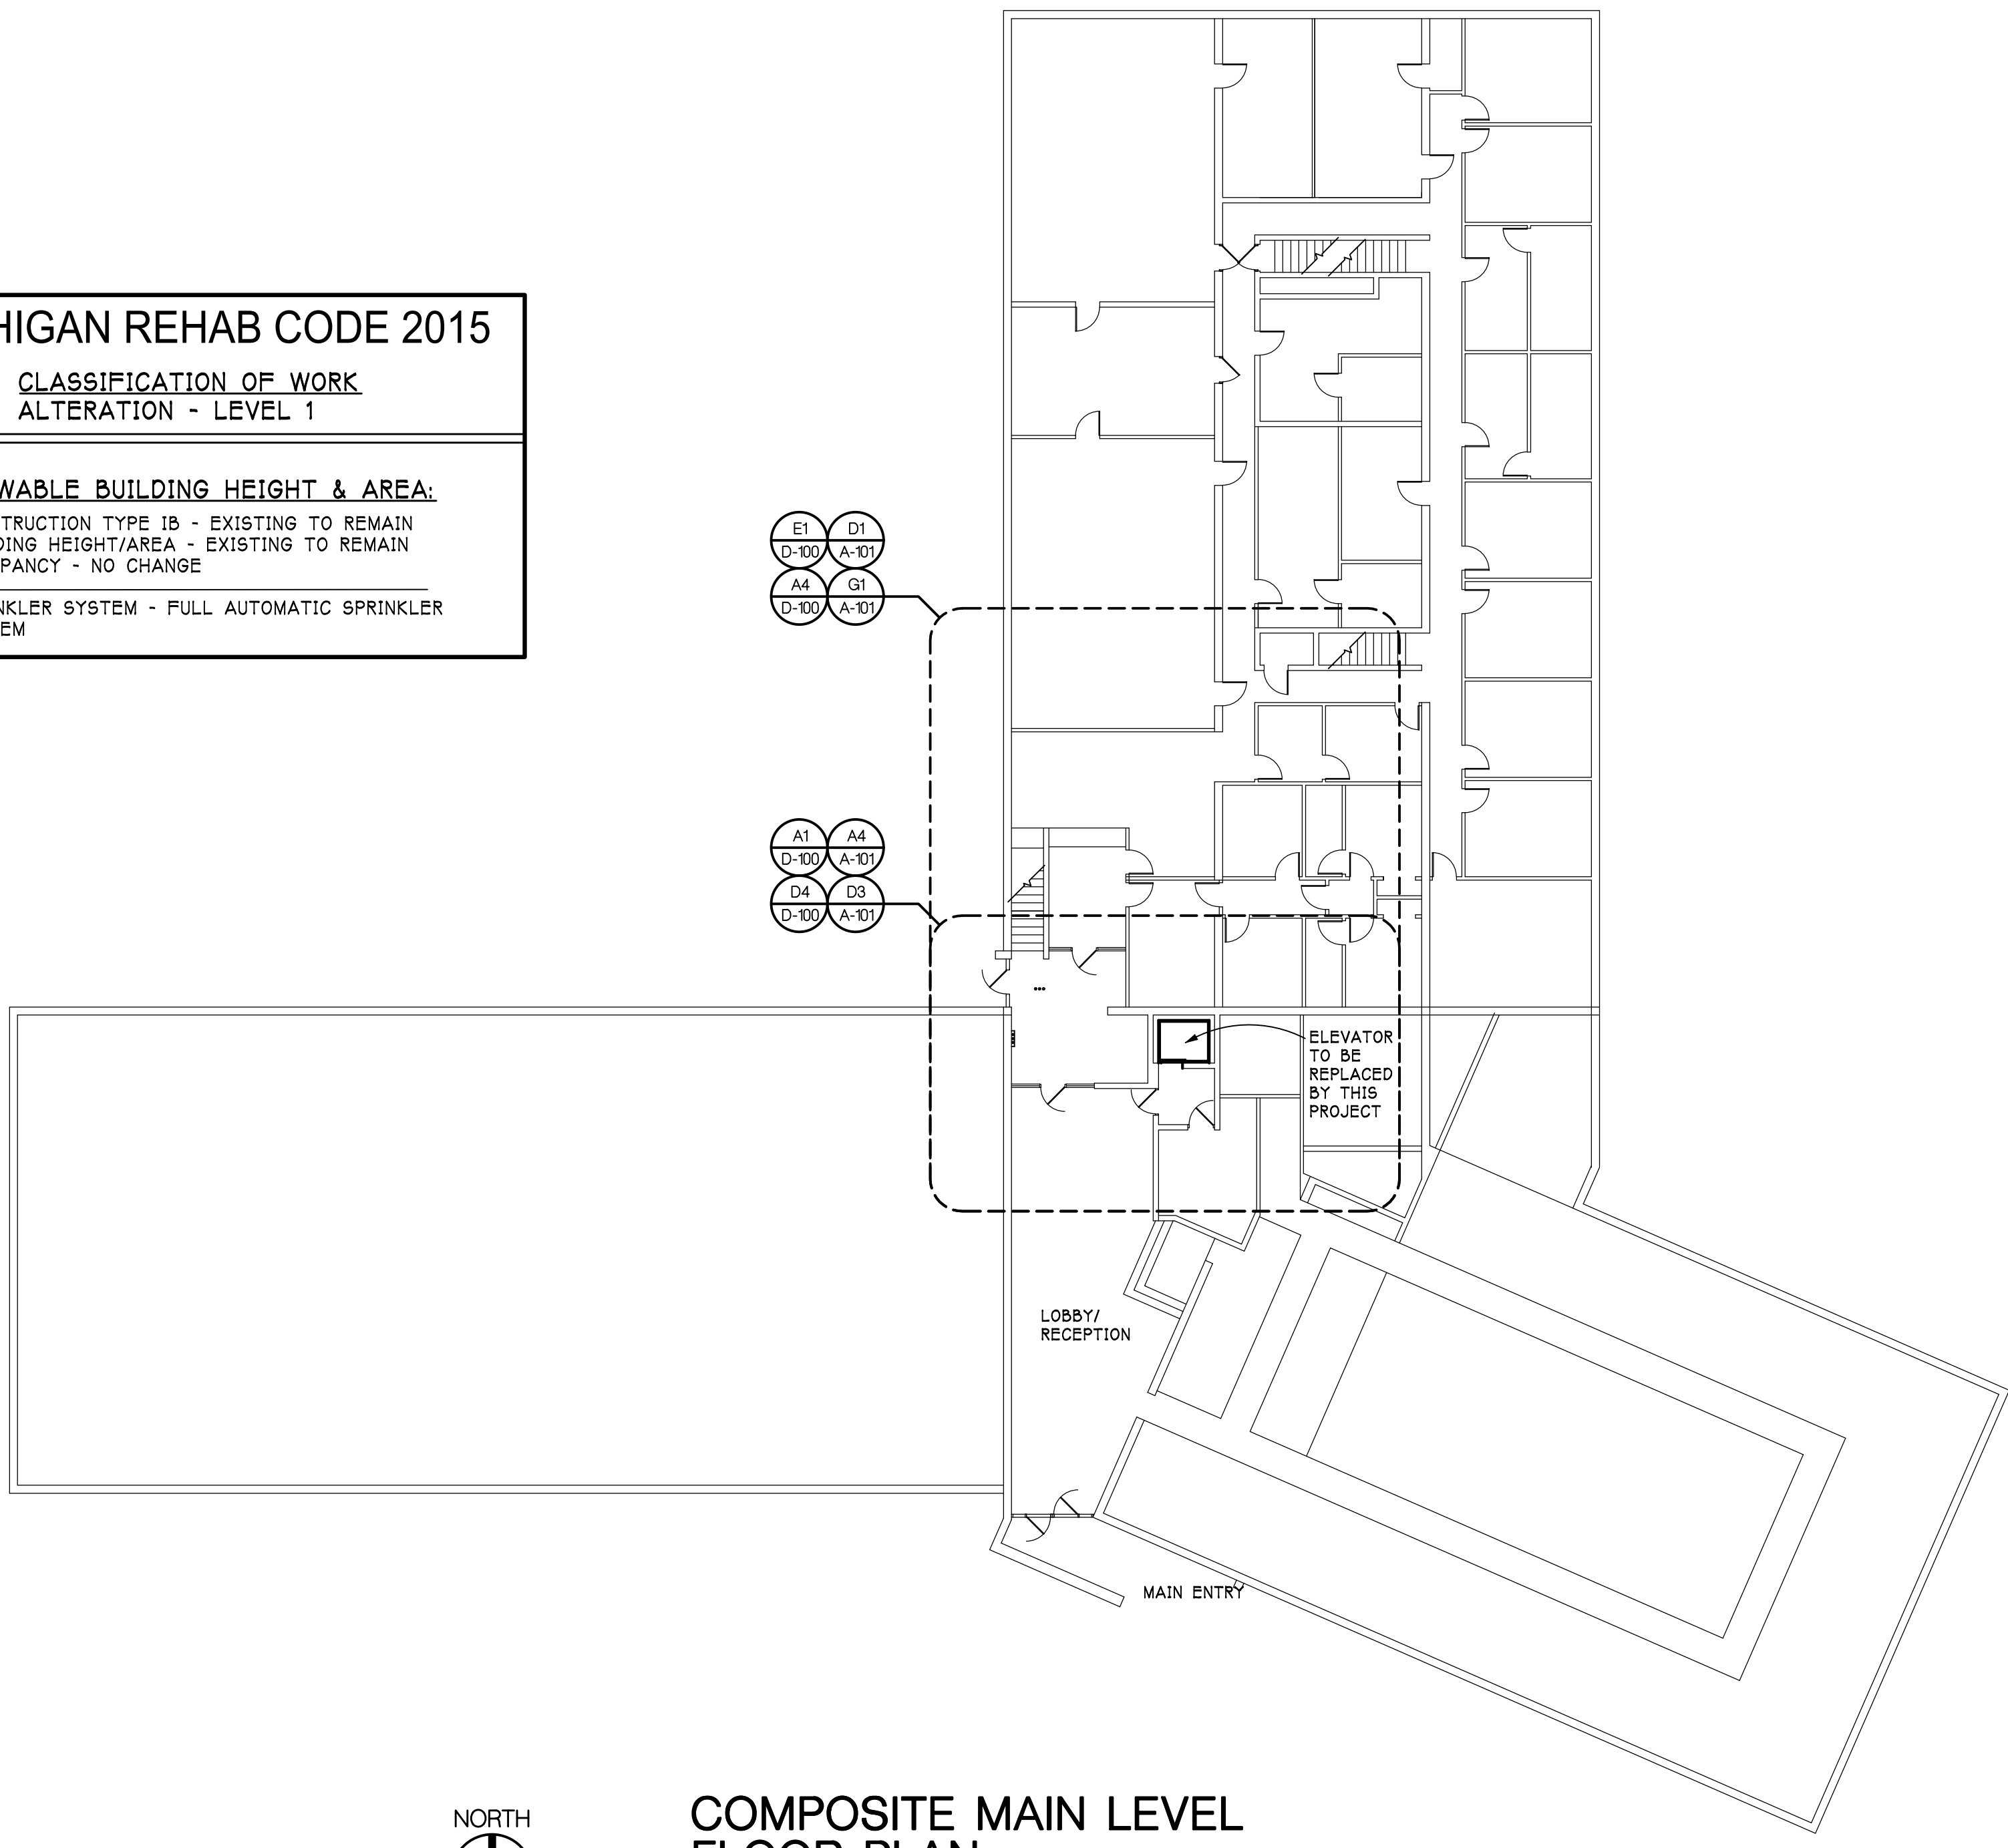 HIGAN REHAB CODE 2015
CLASSIFICATION OF WORK
ALTERATION - LEVEL 1
WABLE BUILDING HEIGHT & AREA:
TRUCTION TYPE IB - EXISTING TO REMAIN
DING HEIGHT/AREA - EXISTING TO REMAIN
PANCY - NO CHANGE
NKLER SYSTEM - FULL AUTOMATIC SPRINKLER
EM
E1 D1
D-100 A-101
A4 G1
D-100 A-101
A1 A4
D-100 A-101
D4 D3
D-100 A-101
ELEVATOR
TO BE
REPLACED
BY THIS
PROJECT
LOBBY/
RECEPTION
MAIN ENTRY
NORTH
COMPOSITE MAIN LEVEL
FLOOR PLAN